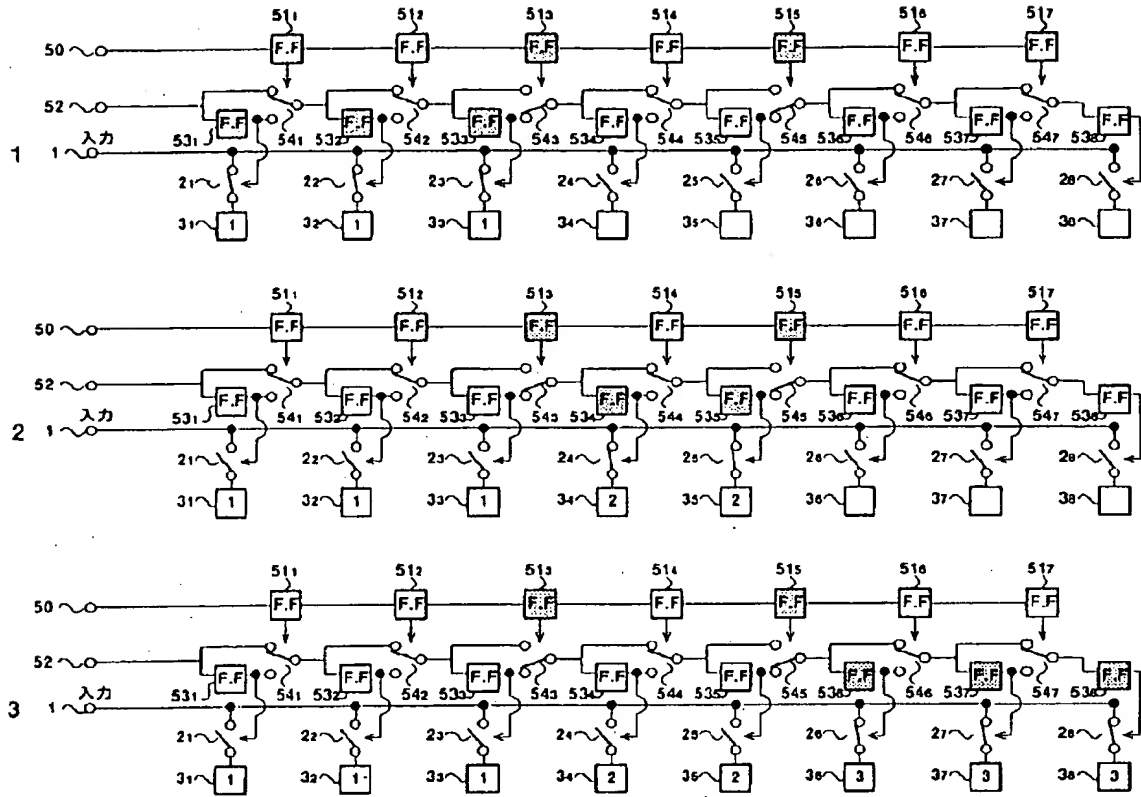 51₁ 51₂ 51₃ 51₄ 51₅ 51₆ 51₇
50 F.F F.F F.F F.F F.F F.F F.F
52
F.F F.F F.F F.F F.F F.F F.F F.F
入力 53₁ 54₁ 53₂ 54₂ 53₃ 54₃ 53₄ 54₄ 53₅ 54₅ 53₆ 54₆ 53₇ 54₇ 53₈
1 1
2₁ 2₂ 2₃ 2₄ 2₅ 2₆ 2₇ 2₈
3₁ 1 3₂ 1 3₃ 1 3₄ 3₅ 3₆ 3₇ 3₈
51₁ 51₂ 51₃ 51₄ 51₅ 51₆ 51₇
50 F.F F.F F.F F.F F.F F.F F.F
52
F.F F.F F.F F.F F.F F.F F.F F.F
入力 53₁ 54₁ 53₂ 54₂ 53₃ 54₃ 53₄ 54₄ 53₅ 54₅ 53₆ 54₆ 53₇ 54₇ 53₈
2 1
2₁ 2₂ 2₃ 2₄ 2₅ 2₆ 2₇ 2₈
3₁ 1 3₂ 1 3₃ 1 3₄ 2 3₅ 2 3₆ 3₇ 3₈
51₁ 51₂ 51₃ 51₄ 51₅ 51₆ 51₇
50 F.F F.F F.F F.F F.F F.F F.F
52
F.F F.F F.F F.F F.F F.F F.F F.F
入力 53₁ 54₁ 53₂ 54₂ 53₃ 54₃ 53₄ 54₄ 53₅ 54₅ 53₆ 54₆ 53₇ 54₇ 53₈
3 1
2₁ 2₂ 2₃ 2₄ 2₅ 2₆ 2₇ 2₈
3₁ 1 3₂ 1 3₃ 1 3₄ 2 3₅ 2 3₆ 3 3₇ 3 3₈ 3